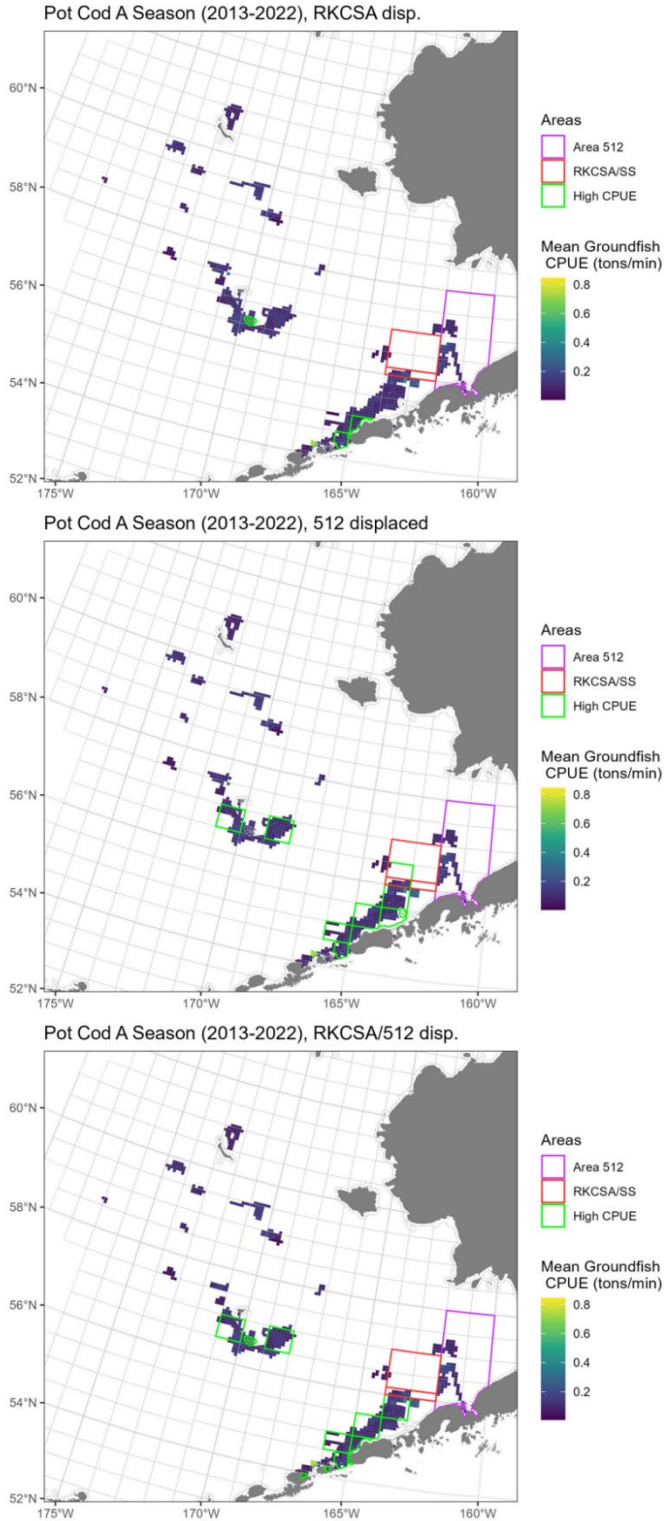 Pot Cod A Season (2013-2022), RKCSA disp.
60°N
58°N
56°N
54°N
52°N
175°W
170°W
165°W
160°W
Areas
Area 512
RKCSA/SS
High CPUE
Mean Groundfish
CPUE (tons/min)
0.8
0.6
0.4
0.2
Pot Cod A Season (2013-2022), 512 displaced
60°N
58°N
56°N
54°N
52°N
175°W
170°W
165°W
160°W
Areas
Area 512
RKCSA/SS
High CPUE
Mean Groundfish
CPUE (tons/min)
0.8
0.6
0.4
0.2
Pot Cod A Season (2013-2022), RKCSA/512 disp.
60°N
58°N
56°N
54°N
52°N
175°W
170°W
165°W
160°W
Areas
Area 512
RKCSA/SS
High CPUE
Mean Groundfish
CPUE (tons/min)
0.8
0.6
0.4
0.2